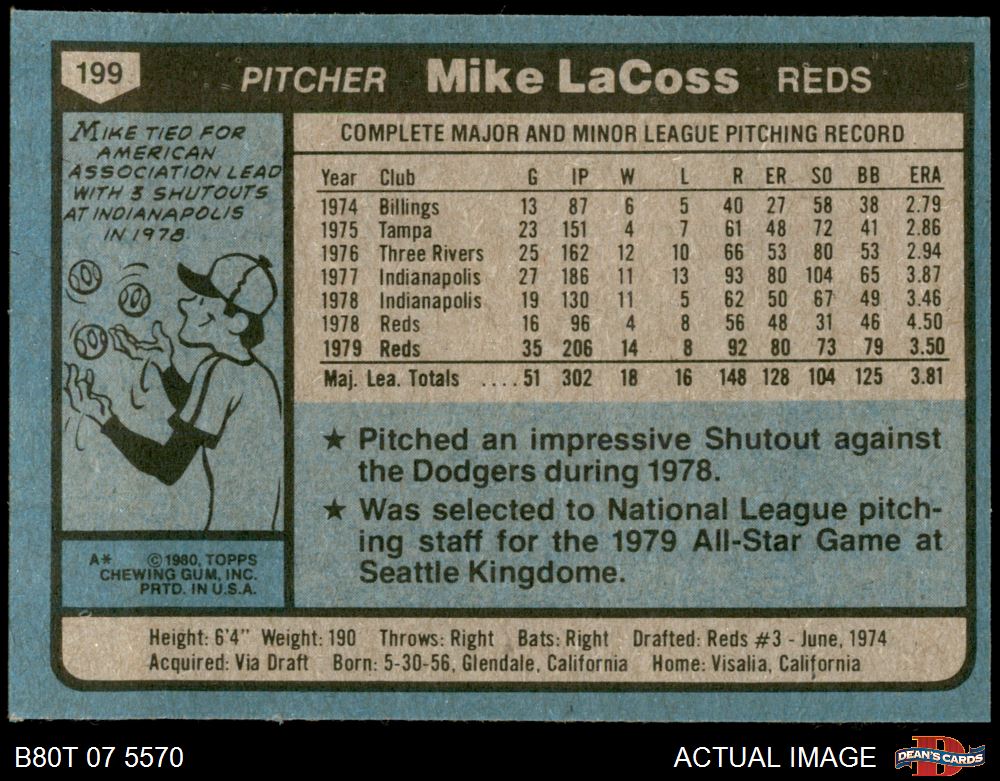 199
PITCHER Mike LaCoss REDS
MIKE TIED FOR
AMERICAN
ASSOCIATION LEAD
WITH 3 SHUTOUTS
AT INDIANAPOLIS
IN 1978
COMPLETE MAJOR AND MINOR LEAGUE PITCHING RECORD
Year Club G IP W L R ER SO BB ERA
1974 Billings 13 87 6 5 40 27 58 38 2.79
1975 Tampa 23 151 4 7 61 48 72 41 2.86
1976 Three Rivers 25 162 12 10 66 53 80 53 2.94
1977 Indianapolis 27 186 11 13 93 80 104 65 3.87
1978 Indianapolis 19 130 11 5 62 50 67 49 3.46
1978 Reds 16 96 4 8 56 48 31 46 4.50
1979 Reds 35 206 14 8 92 80 73 79 3.50
Maj. Lea. Totals ....51 302 18 16 148 128 104 125 3.81
★ Pitched an impressive Shutout against
the Dodgers during 1978.
★ Was selected to National League pitch-
ing staff for the 1979 All-Star Game at
Seattle Kingdome.
A* © 1980, TOPPS
CHEWING GUM, INC.
PRTD. IN U.S.A.
Height: 6'4" Weight: 190 Throws: Right Bats: Right Drafted: Reds #3 - June, 1974
Acquired: Via Draft Born: 5-30-56, Glendale, California Home: Visalia, California
B80T 07 5570
ACTUAL IMAGE
DEAN'S CARDS